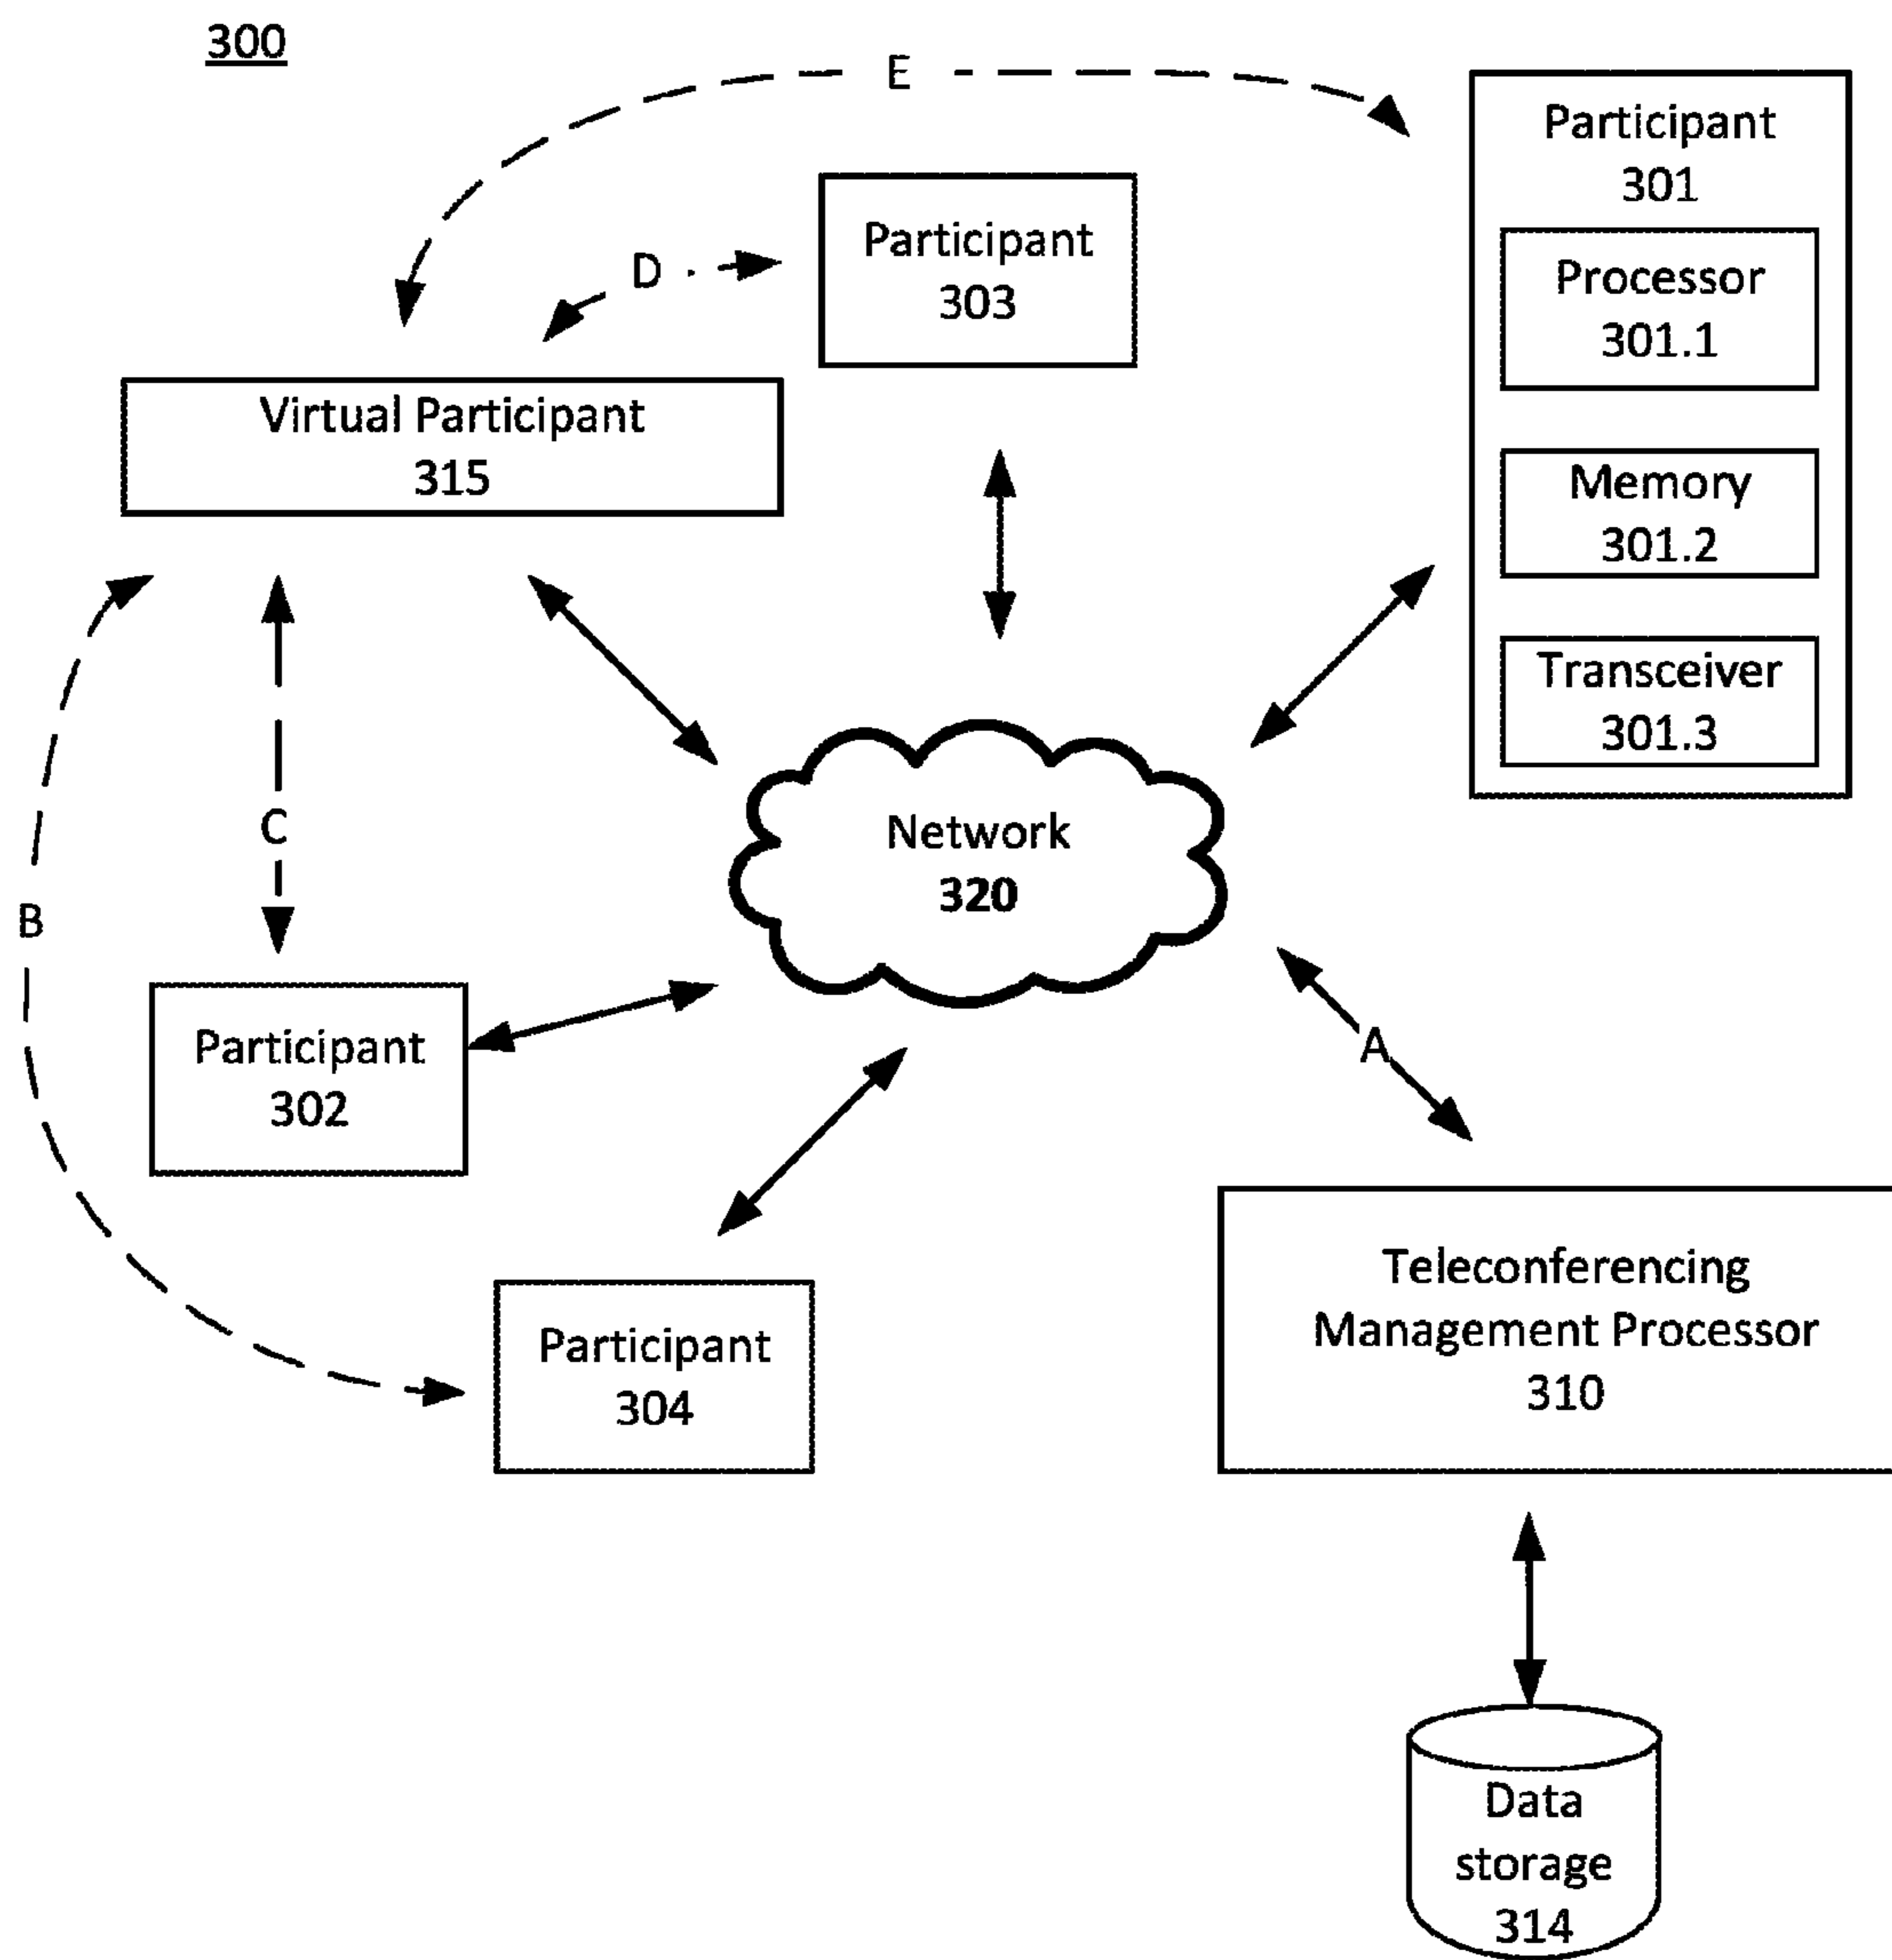 300
E
Participant
301
Processor
301.1
Memory
301.2
Transceiver
301.3
Participant
303
D
Virtual Participant
315
C
B
Network
320
Participant
302
A
Participant
304
Teleconferencing
Management Processor
310
Data
storage
314